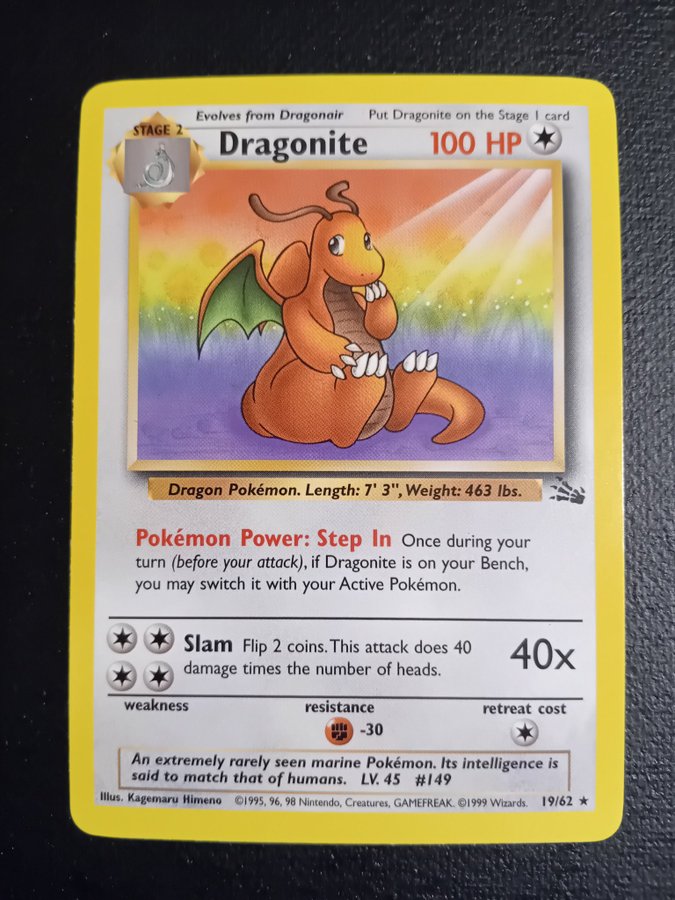 Evolves from Dragonair Put Dragonite on the Stage 1 card
STAGE 2
Dragonite 100 HP
Dragon Pokémon. Length: 7' 3", Weight: 463 lbs.
Pokémon Power: Step In Once during your
turn (before your attack), if Dragonite is on your Bench,
you may switch it with your Active Pokémon.
Slam Flip 2 coins. This attack does 40
damage times the number of heads.
40x
weakness resistance retreat cost
-30
An extremely rarely seen marine Pokémon. Its intelligence is
said to match that of humans. LV. 45 #149
Illus. Kagemaru Himeno ©1995, 96, 98 Nintendo, Creatures, GAMEFREAK. ©1999 Wizards. 19/62 ★